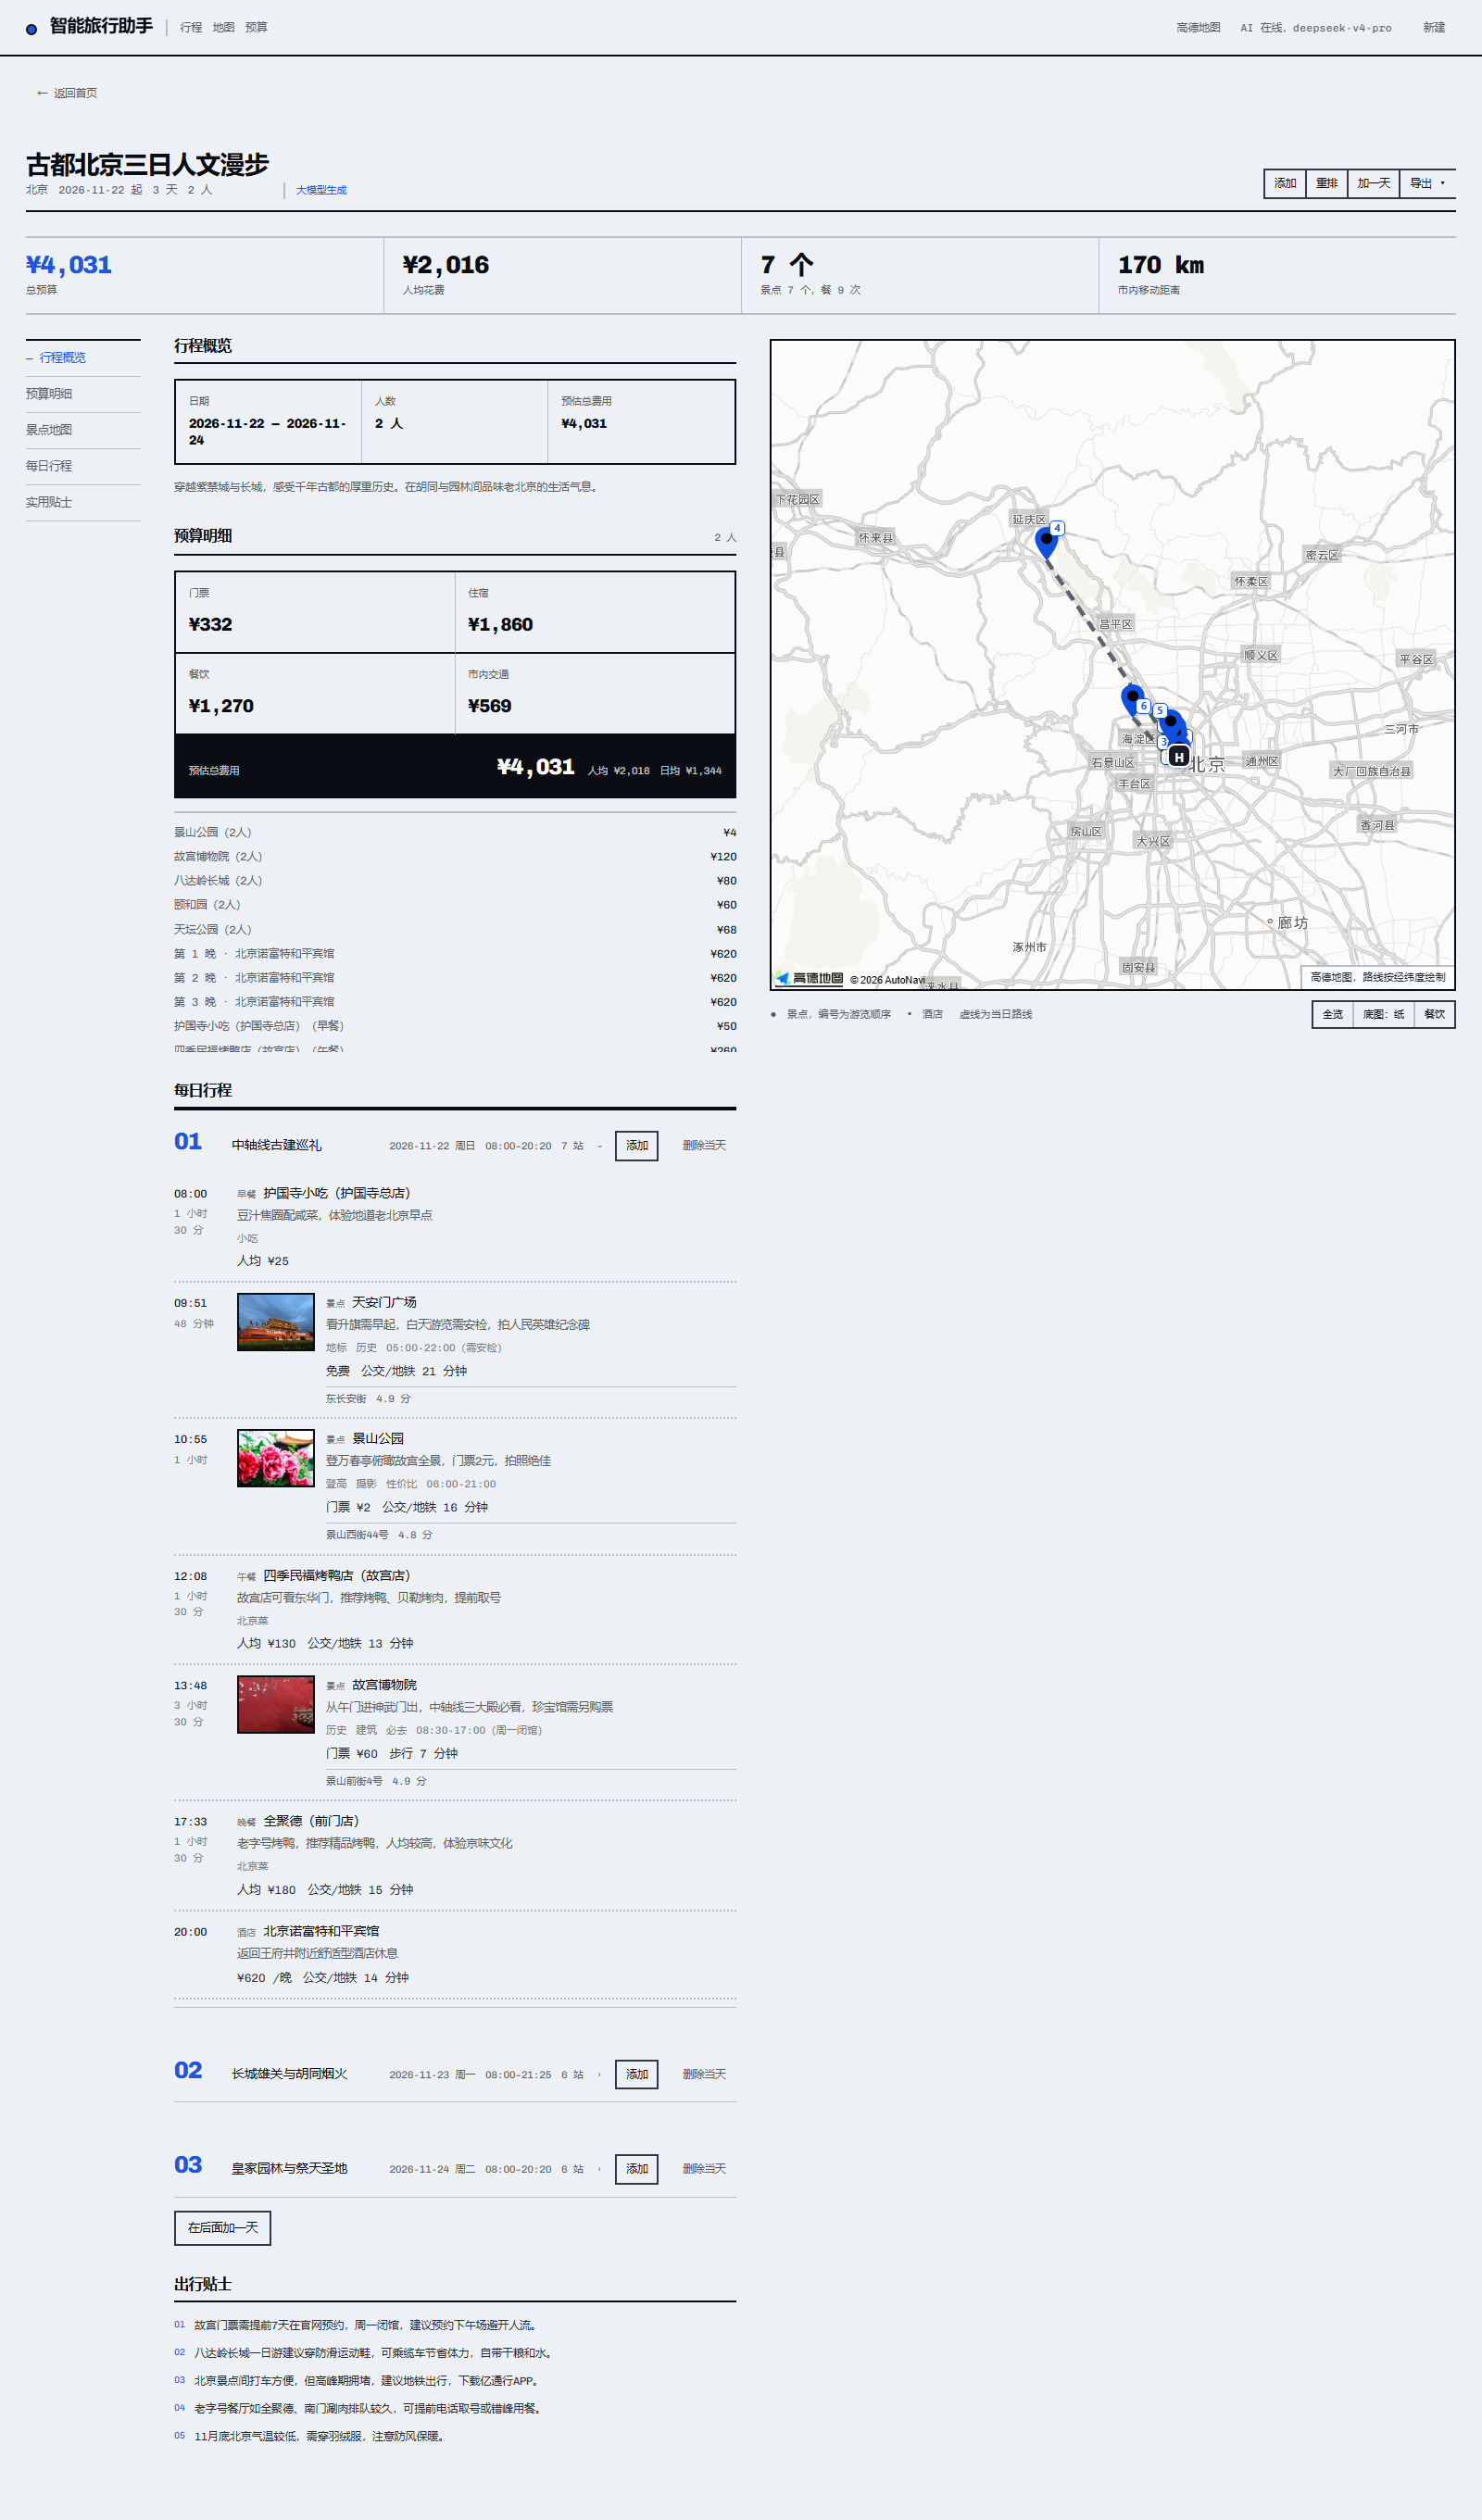 智能旅行助手
行程 地图 预算
高德地图 AI 在线，deepseek-v4-pro 新建
← 返回首页
古都北京三日人文漫步
北京 2026-11-22 起 3 天 2 人 大模型生成
添加 重排 加一天 导出
¥4,031
总预算
¥2,016
人均花费
7 个
景点 7 个，餐 9 次
170 km
市内移动距离
— 行程概览
预算明细
景点地图
每日行程
实用贴士
行程概览
日期
2026-11-22 — 2026-11-24
人数
2 人
预估总费用
¥4,031
穿越紫禁城与长城，感受千年古都的厚重历史。在胡同与园林间品味老北京的生活气息。
预算明细 2 人
门票
¥332
住宿
¥1,860
餐饮
¥1,270
市内交通
¥569
预估总费用 ¥4,031 人均 ¥2,016 日均 ¥1,344
景山公园（2人） ¥4
故宫博物院（2人） ¥120
八达岭长城（2人） ¥80
颐和园（2人） ¥60
天坛公园（2人） ¥68
第 1 晚 · 北京诺富特和平宾馆 ¥620
第 2 晚 · 北京诺富特和平宾馆 ¥620
第 3 晚 · 北京诺富特和平宾馆 ¥620
护国寺小吃（护国寺总店）（早餐） ¥50
四季民福烤鸭店（故宫店）（午餐） ¥260
下花园区
怀来县
县
延庆区
4
密云区
怀柔区
昌平区
顺义区
平谷区
6
5
3
H
海淀区
北京
石景山区
通州区
三河市
大厂回族自治县
丰台区
房山区
大兴区
香河县
廊坊
涿州市
固安县
涞水县
高德地图 © 2026 AutoNavi
高德地图，路线按经纬度绘制
景点，编号为游览顺序 酒店 虚线为当日路线
全览 底图：纸 餐饮
每日行程
01 中轴线古建巡礼 2026-11-22 周日 08:00–20:20 7 站 添加 删除当天
08:00
1 小时
30 分
早餐 护国寺小吃（护国寺总店）
豆汁焦圈配咸菜，体验地道老北京早点
小吃
人均 ¥25
09:51
48 分钟
景点 天安门广场
看升旗需早起，白天游览需安检，拍人民英雄纪念碑
地标 历史 05:00-22:00（需安检）
免费 公交/地铁 21 分钟
东长安街 4.9 分
10:55
1 小时
景点 景山公园
登万春亭俯瞰故宫全景，门票2元，拍照绝佳
登高 摄影 性价比 06:00-21:00
门票 ¥2 公交/地铁 16 分钟
景山西街44号 4.8 分
12:08
1 小时
30 分
午餐 四季民福烤鸭店（故宫店）
故宫店可看东华门，推荐烤鸭、贝勒烤肉，提前取号
北京菜
人均 ¥130 公交/地铁 13 分钟
13:48
3 小时
30 分
景点 故宫博物院
从午门进神武门出，中轴线三大殿必看，珍宝馆需另购票
历史 建筑 必去 08:30-17:00（周一闭馆）
门票 ¥60 步行 7 分钟
景山前街4号 4.9 分
17:33
1 小时
30 分
晚餐 全聚德（前门店）
老字号烤鸭，推荐精品烤鸭，人均较高，体验京味文化
北京菜
人均 ¥180 公交/地铁 15 分钟
20:00
酒店 北京诺富特和平宾馆
返回王府井附近舒适型酒店休息
¥620 /晚 公交/地铁 14 分钟
02 长城雄关与胡同烟火 2026-11-23 周一 08:00–21:25 6 站 › 添加 删除当天
03 皇家园林与祭天圣地 2026-11-24 周二 08:00–20:20 6 站 › 添加 删除当天
在后面加一天
出行贴士
01 故宫门票需提前7天在官网预约，周一闭馆，建议预约下午场避开人流。
02 八达岭长城一日游建议穿防滑运动鞋，可乘缆车节省体力，自带干粮和水。
03 北京景点间打车方便，但高峰期拥堵，建议地铁出行，下载亿通行APP。
04 老字号餐厅如全聚德、南门涮肉排队较久，可提前电话取号或错峰用餐。
05 11月底北京气温较低，需穿羽绒服，注意防风保暖。